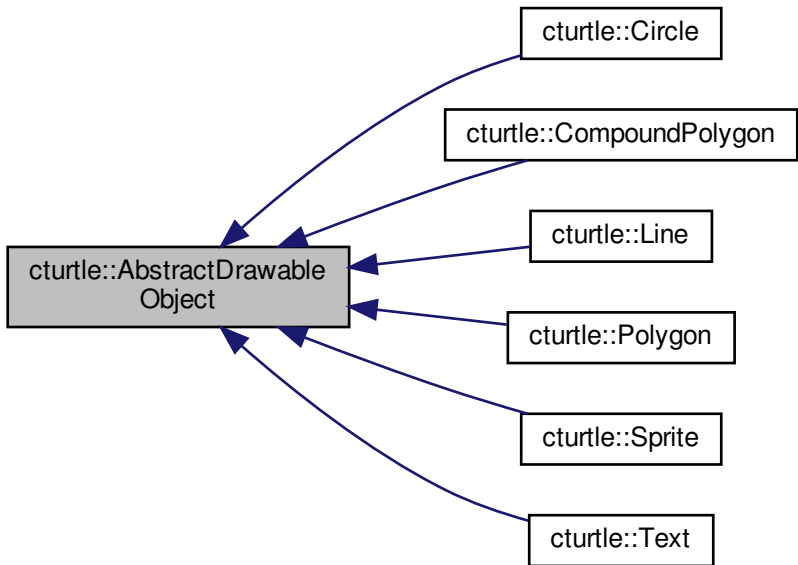 cturtle::Circle
cturtle::CompoundPolygon
cturtle::Line
cturtle::AbstractDrawable
Object
cturtle::Polygon
cturtle::Sprite
cturtle::Text